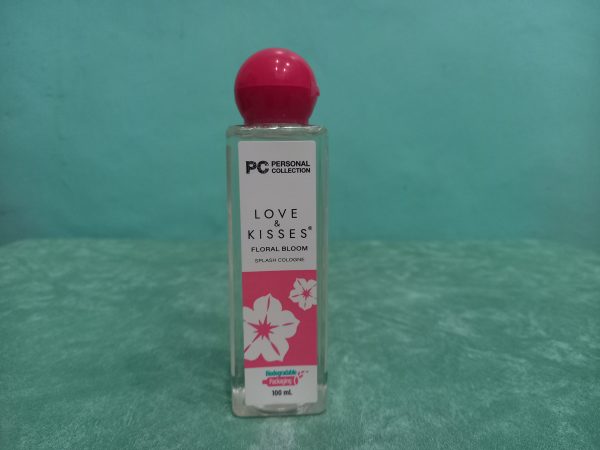 PC PERSONAL
COLLECTION
LOVE
&
KISSES®
FLORAL BLOOM
SPLASH COLOGNE
Biodegradable
Packaging
100 mL